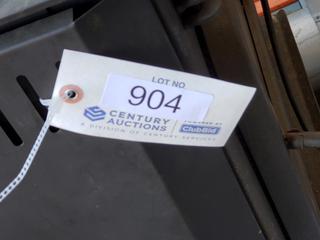 LOT NO
904
CENTURY
AUCTIONS
POWERED BY
ClubBid
A DIVISION OF CENTURY SERVICES